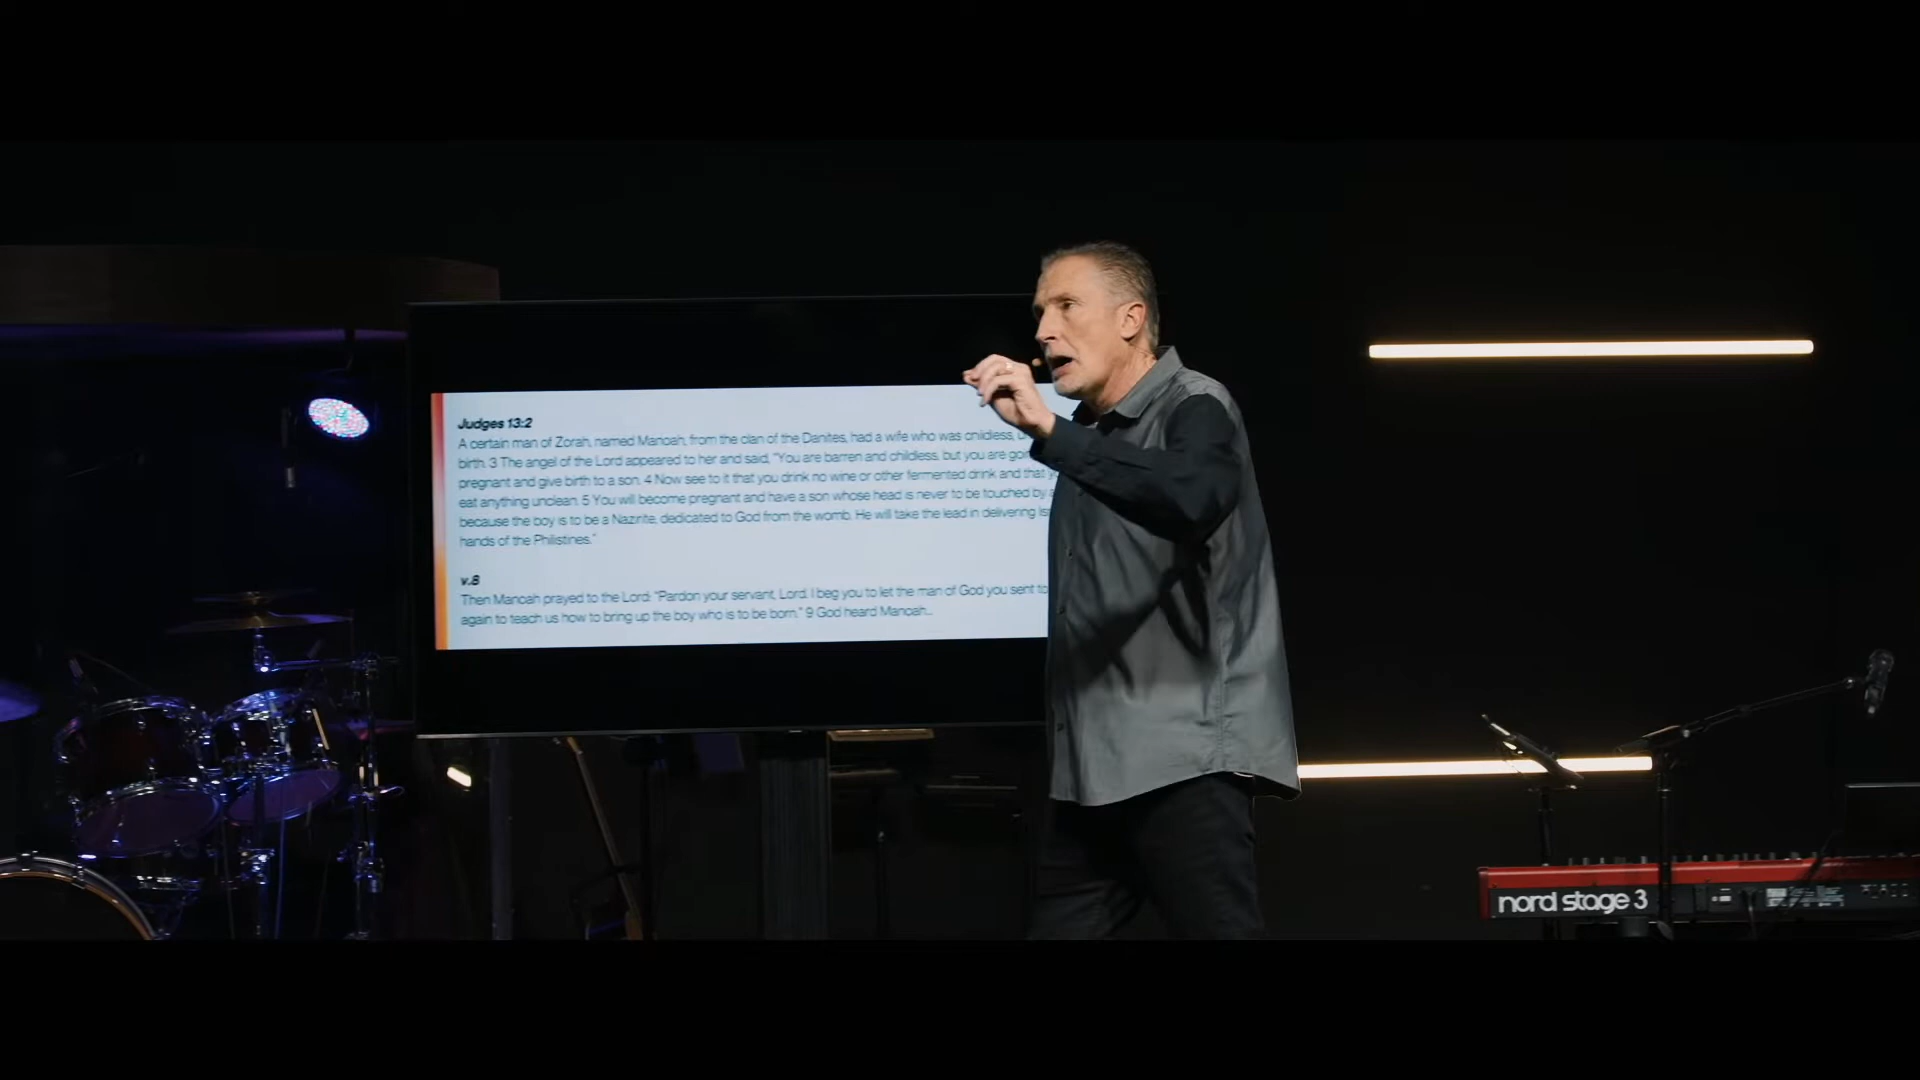 Judges 13:2
A certain man of Zorah, named Manoah, from the clan of the Danites, had a wife who was childless,
birth. 3 The angel of the Lord appeared to her and said, "You are barren and childless, but you are
pregnant and give birth to a son. 4 Now see to it that you drink no wine or other fermented drink and that
eat anything unclean. 5 You will become pregnant and have a son whose head is never to be touched by
because the boy is to be a Nazirite, dedicated to God from the womb. He will take the lead in delivering
hands of the Philistines."
v.8
Then Manoah prayed to the Lord: "Pardon your servant, Lord. I beg you to let the man of God you sent to
again to teach us how to bring up the boy who is to be born." 9 God heard Manoah...
nord stage 3